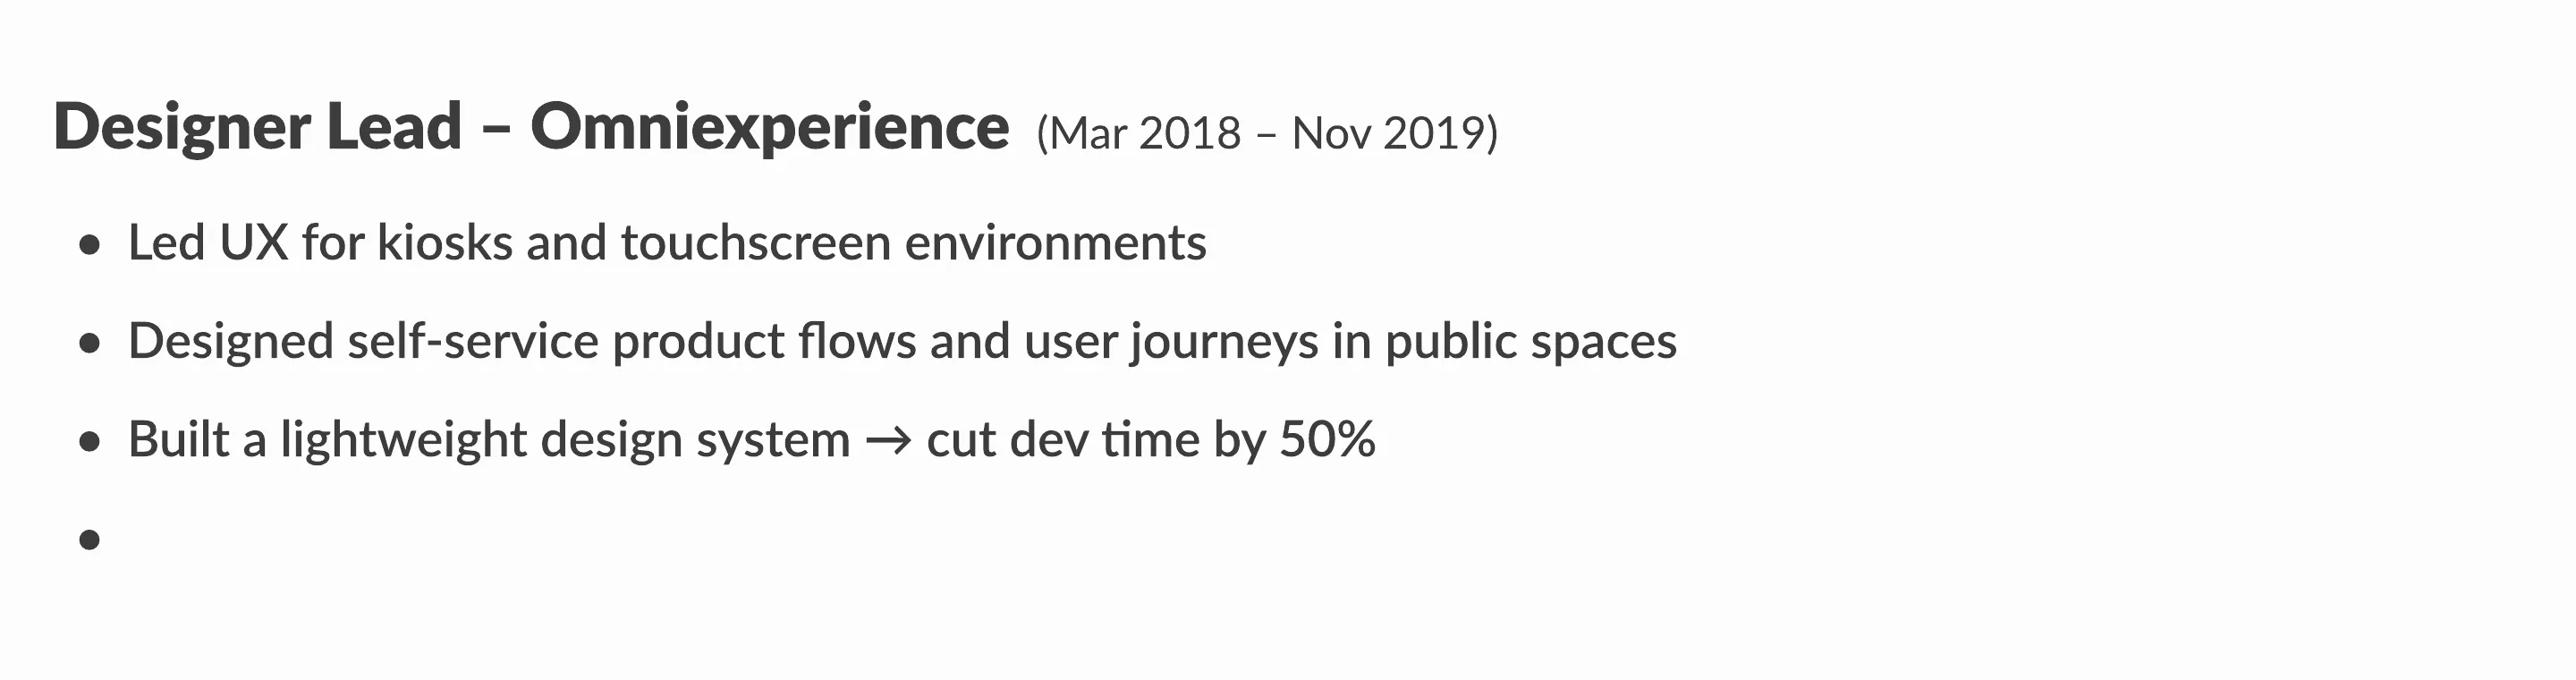 Designer Lead – Omniexperience (Mar 2018 – Nov 2019)
• Led UX for kiosks and touchscreen environments
• Designed self-service product flows and user journeys in public spaces
• Built a lightweight design system → cut dev time by 50%
•